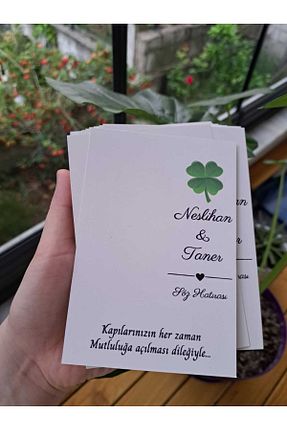 Neslihan
&
Taner
Söz Hatırası
Kapılarınızın her zaman
Mutluluğa açılması dileğiyle...